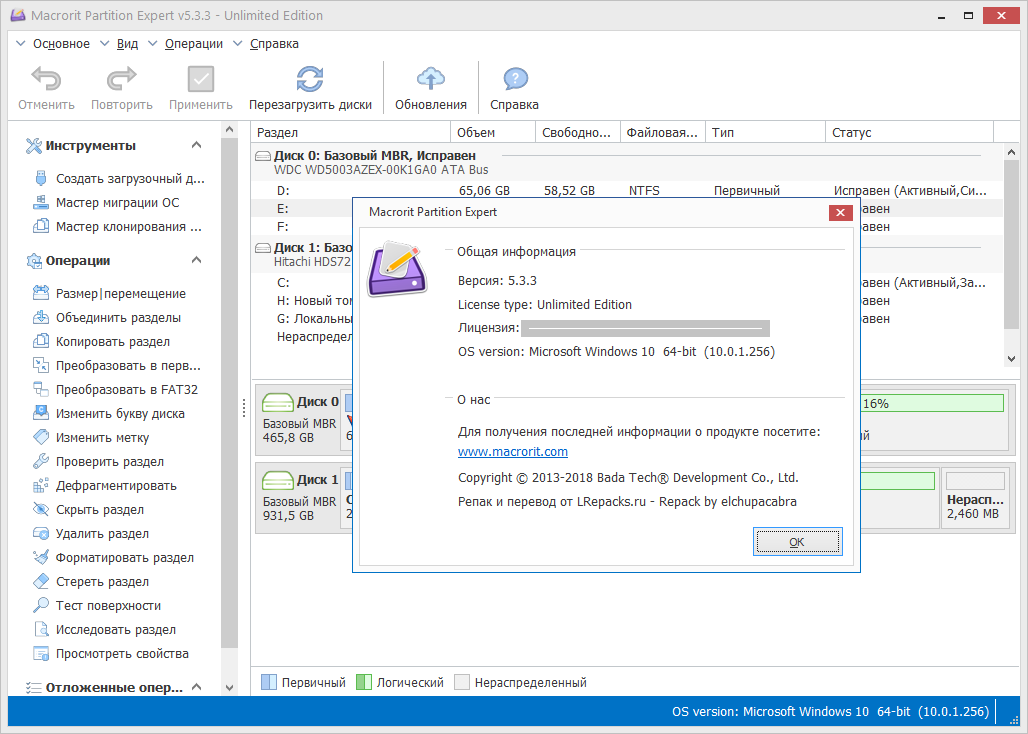 Macrorit Partition Expert v5.3.3 - Unlimited Edition
Основное Вид Операции Справка
Отменить Повторить Применить Перезагрузить диски Обновления Справка
Инструменты
Создать загрузочный д...
Мастер миграции ОС
Мастер клонирования ...
Операции
Размер|перемещение
Объединить разделы
Копировать раздел
Преобразовать в перв...
Преобразовать в FAT32
Изменить букву диска
Изменить метку
Проверить раздел
Дефрагментировать
Скрыть раздел
Удалить раздел
Форматировать раздел
Стереть раздел
Тест поверхности
Исследовать раздел
Просмотреть свойства
Отложенные опер...
Раздел Объем Свободно... Файловая... Тип Статус
Диск 0: Базовый MBR, Исправен
WDC WD5003AZEX-00K1GA0 ATA Bus
D: 65,06 GB 58,52 GB NTFS Первичный Исправен (Активный,Си...
E: равен
F: равен
Диск 1: Базо
Hitachi HDS72
C: равен (Активный,За...
H: Новый том равен
G: Локальны равен
Нераспредел
Macrorit Partition Expert
Общая информация
Версия: 5.3.3
License type: Unlimited Edition
Лицензия:
OS version: Microsoft Windows 10 64-bit (10.0.1.256)
О нас
Для получения последней информации о продукте посетите:
www.macrorit.com
Copyright © 2013-2018 Bada Tech® Development Co., Ltd.
Репак и перевод от LRepacks.ru - Repack by elchupacabra
OK
Диск 0
Базовый MBR
465,8 GB
16%
ый
Диск 1
Базовый MBR
931,5 GB
Нерасп...
2,460 MB
Первичный Логический Нераспределенный
OS version: Microsoft Windows 10 64-bit (10.0.1.256)